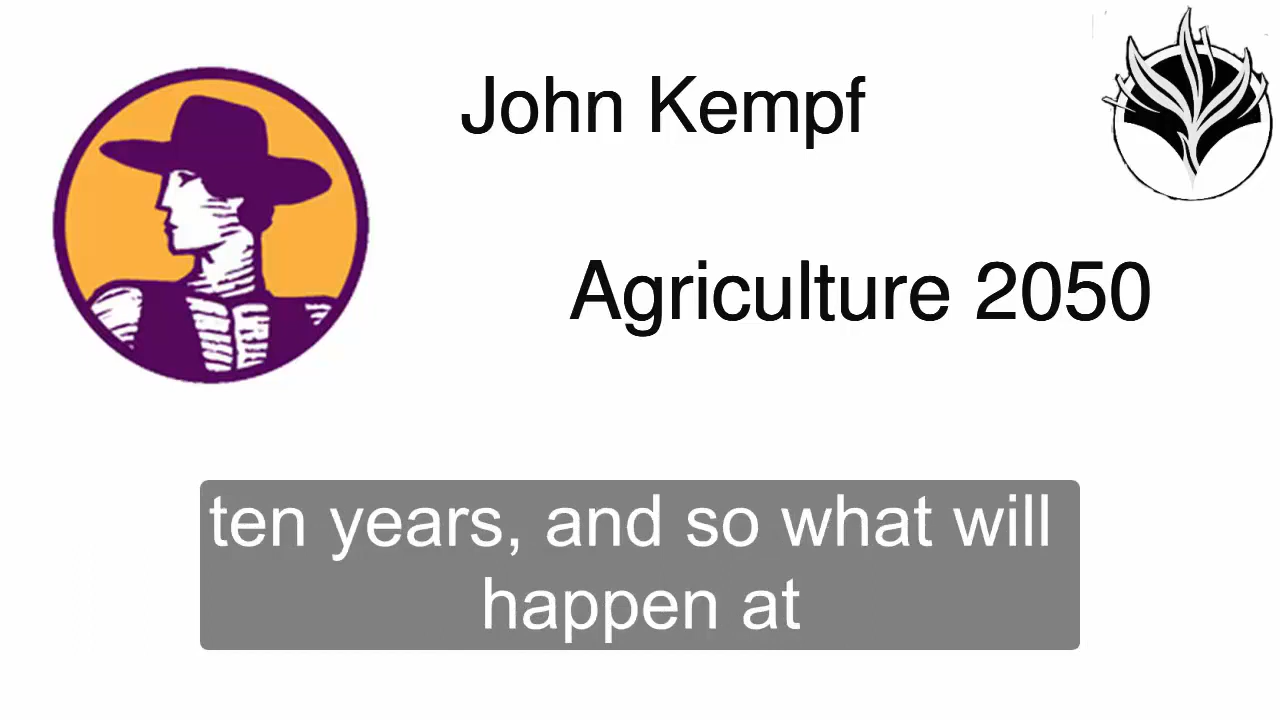 John Kempf
Agriculture 2050
ten years, and so what will
happen at